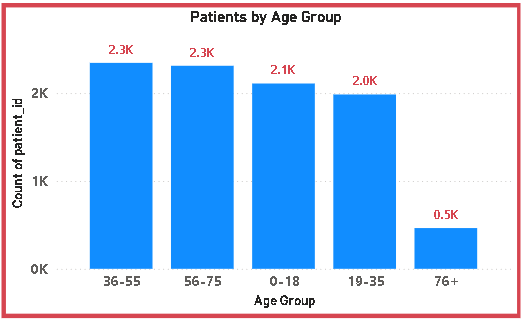 Patients by Age Group
2.3K
2.3K
2.1K
2.0K
0.5K
2K
1K
0K
Count of patient_id
36-55
56-75
0-18
19-35
76+
Age Group